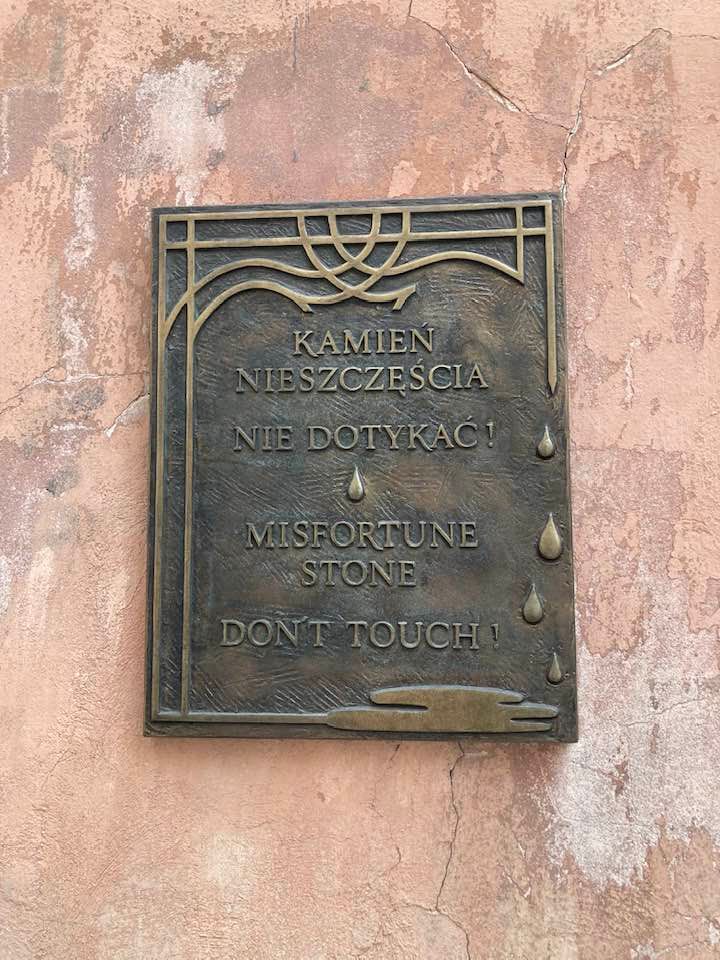 KAMIEŃ
NIESZCZĘŚCIA
NIE DOTYKAĆ!
MISFORTUNE
STONE
DON'T TOUCH!